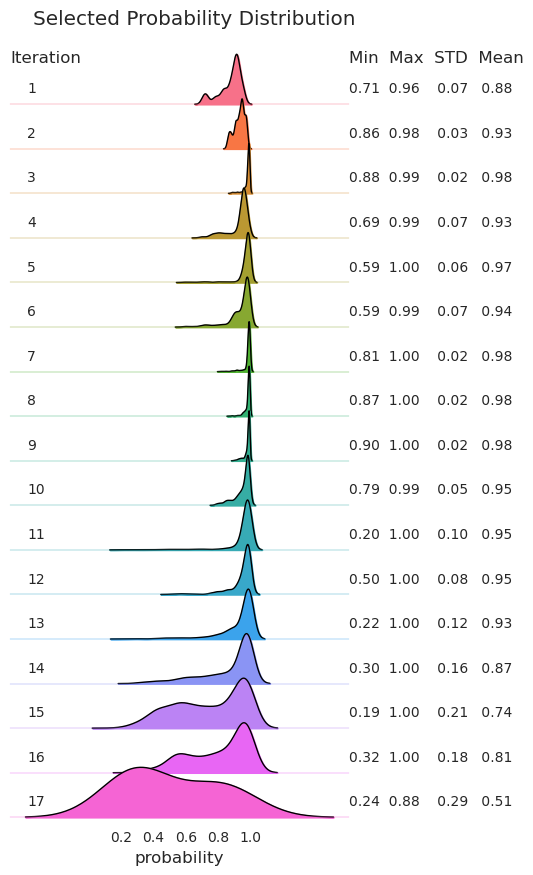 Selected Probability Distribution
Iteration Min Max STD Mean
1 0.71 0.96 0.07 0.88
2 0.86 0.98 0.03 0.93
3 0.88 0.99 0.02 0.98
4 0.69 0.99 0.07 0.93
5 0.59 1.00 0.06 0.97
6 0.59 0.99 0.07 0.94
7 0.81 1.00 0.02 0.98
8 0.87 1.00 0.02 0.98
9 0.90 1.00 0.02 0.98
10 0.79 0.99 0.05 0.95
11 0.20 1.00 0.10 0.95
12 0.50 1.00 0.08 0.95
13 0.22 1.00 0.12 0.93
14 0.30 1.00 0.16 0.87
15 0.19 1.00 0.21 0.74
16 0.32 1.00 0.18 0.81
17 0.24 0.88 0.29 0.51
0.2 0.4 0.6 0.8 1.0
probability